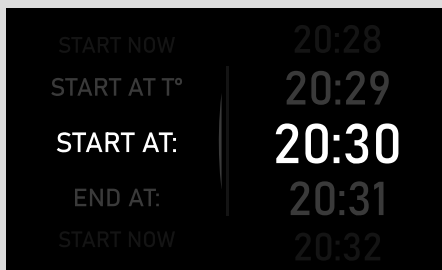 START NOW 20:28
START AT T° 20:29
START AT: 20:30
END AT: 20:31
START NOW 20:32